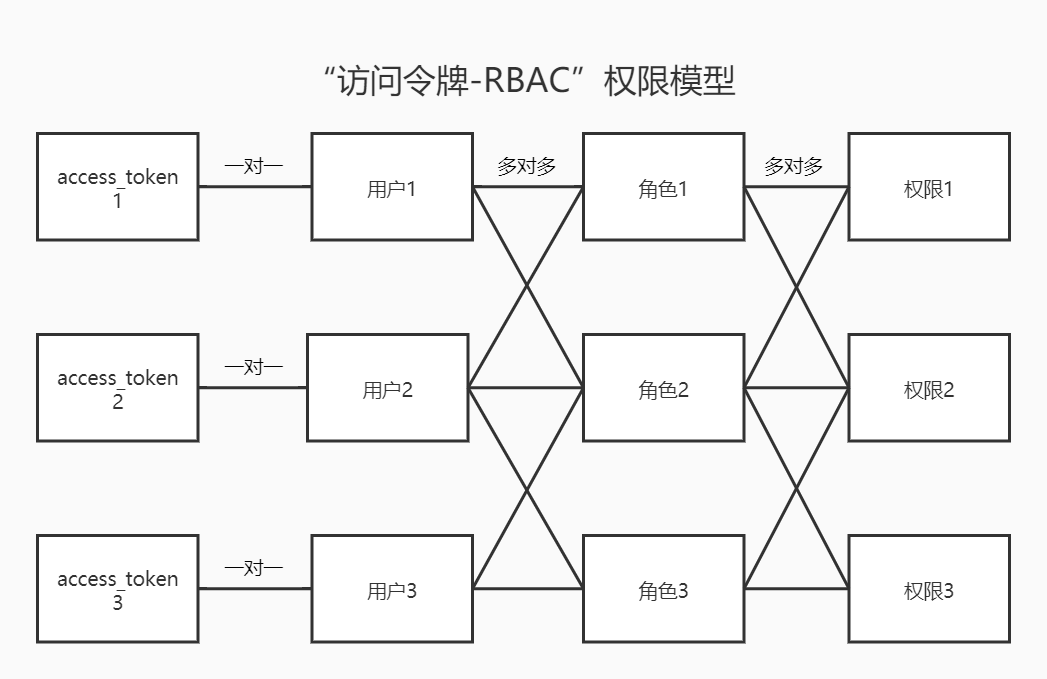 “访问令牌-RBAC”权限模型
access_token
1
一对一
用户1
多对多
角色1
多对多
权限1
access_token
2
一对一
用户2
角色2
权限2
access_token
3
一对一
用户3
角色3
权限3